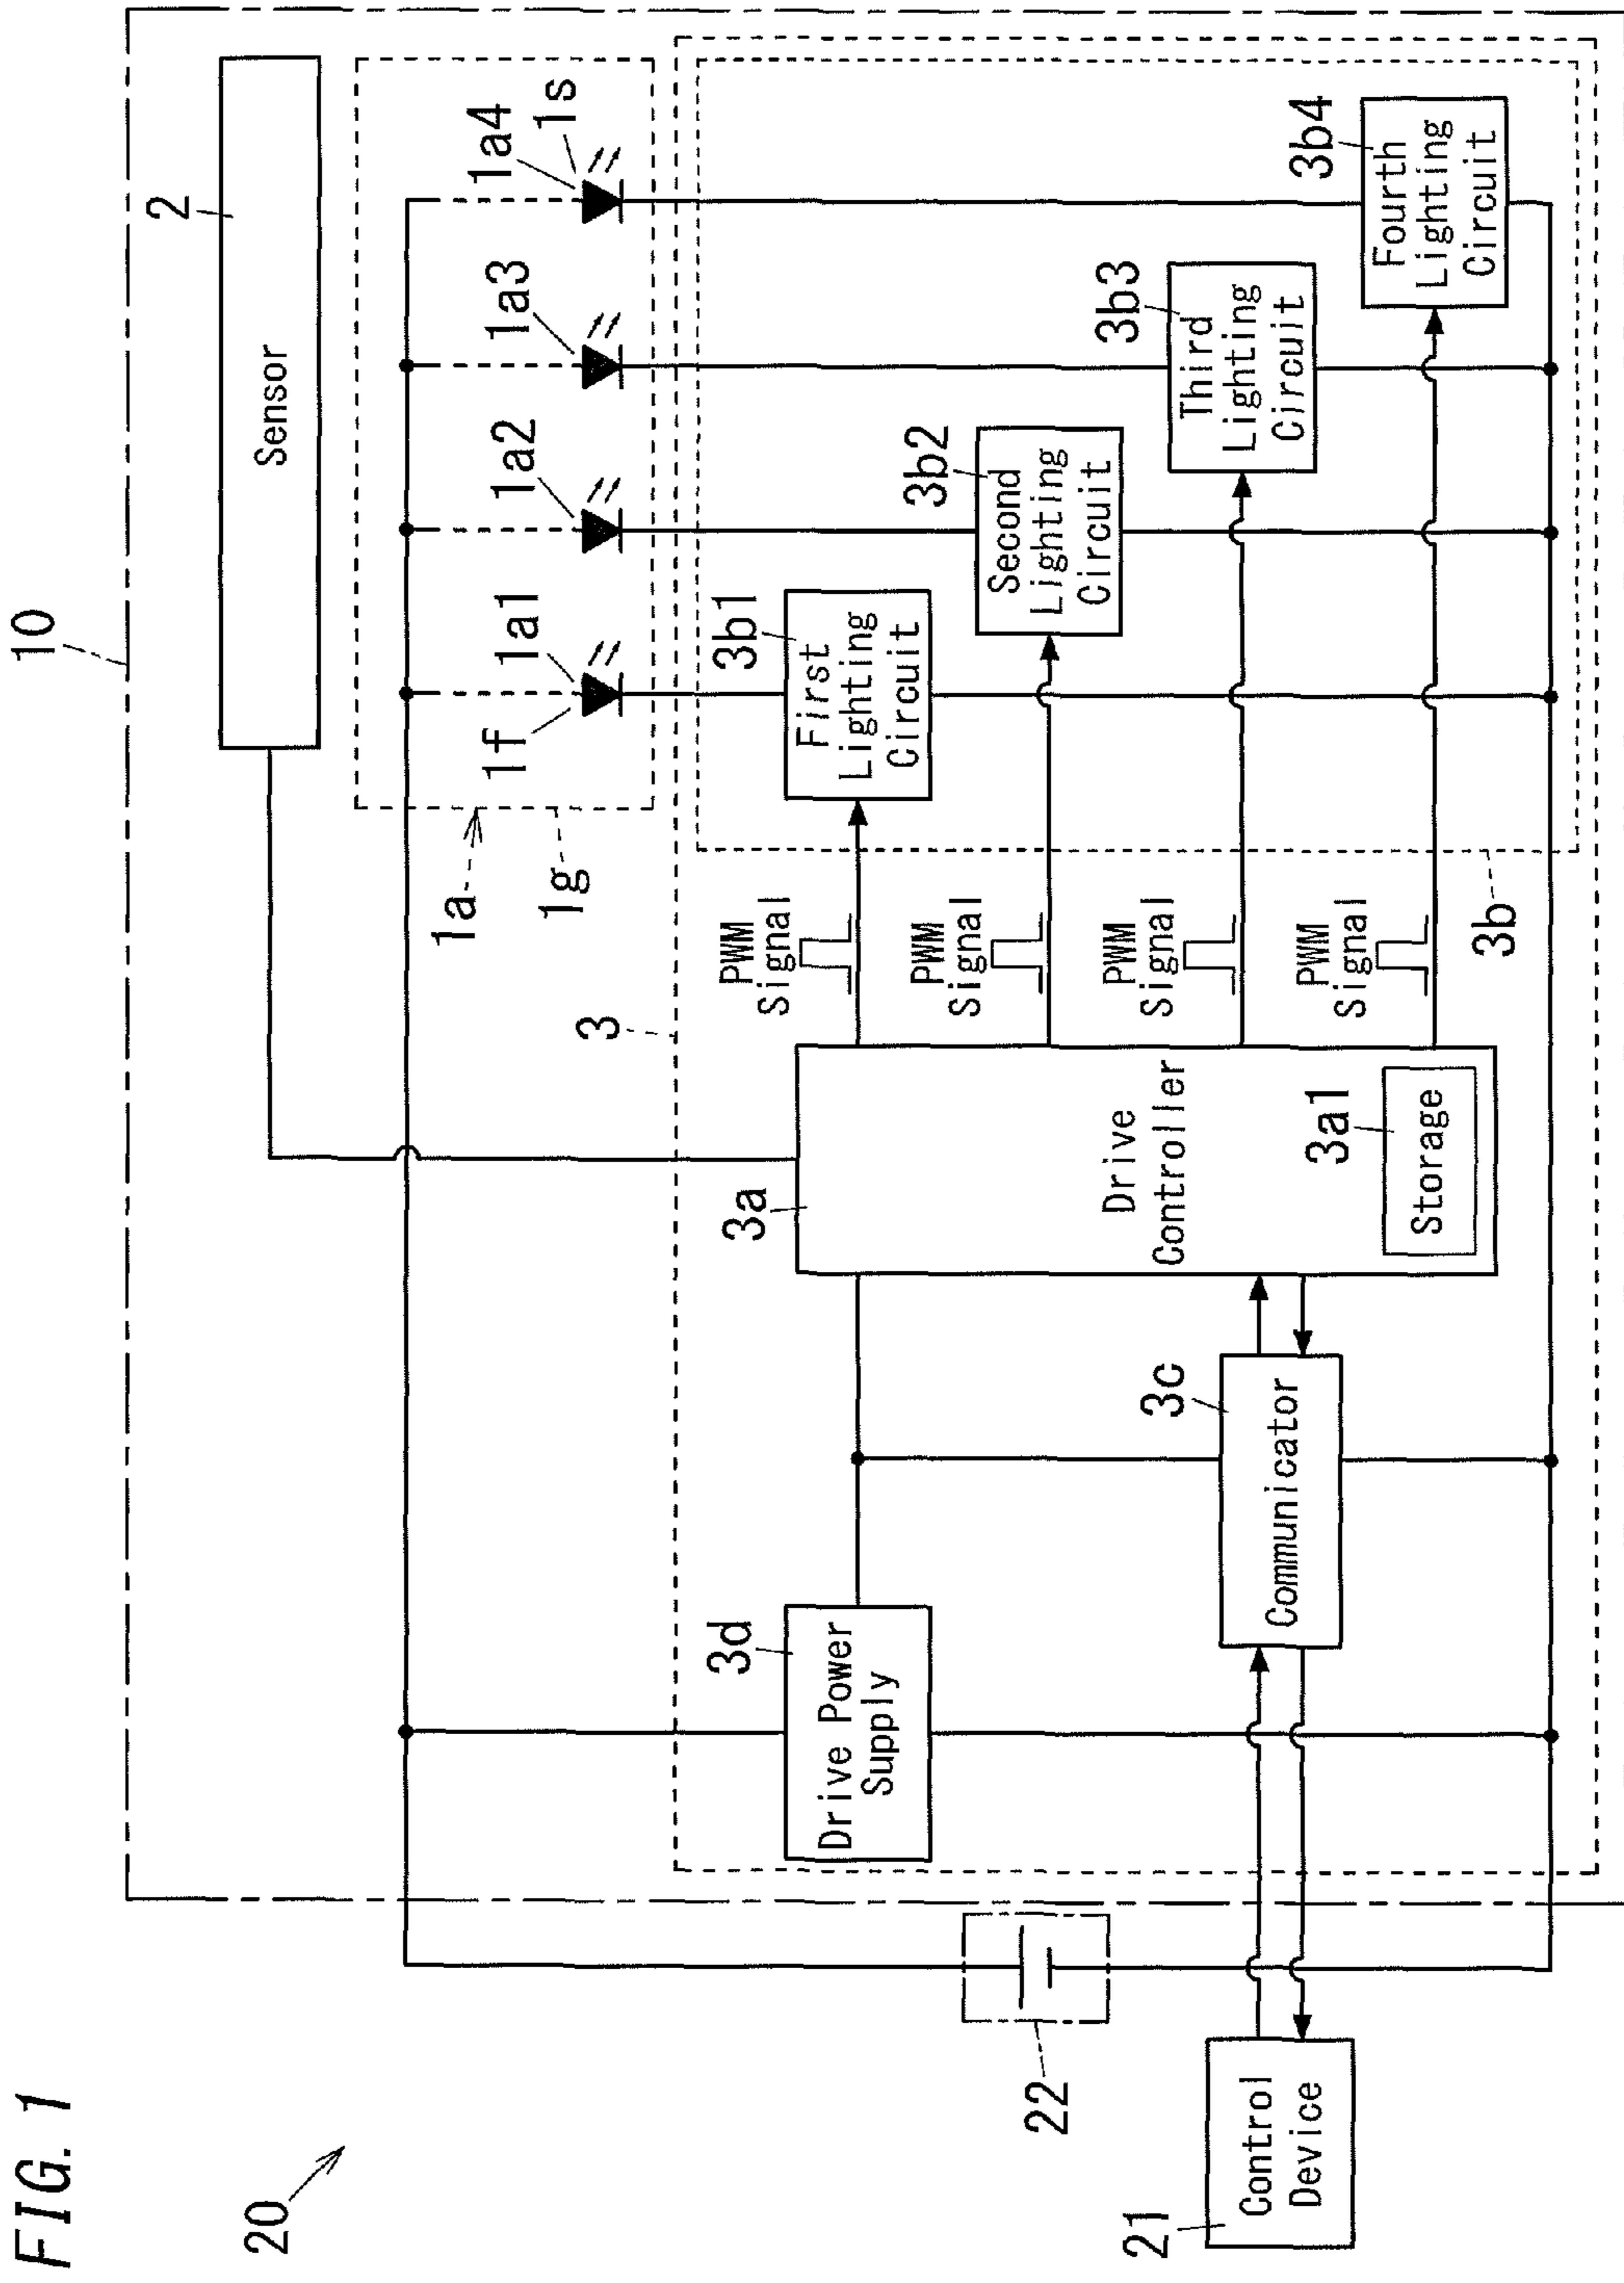 FIG. 1
20
10
2
Sensor
1a4
1s
1a3
1a2
1a1
1f
1a
1g
3
3b1
First
Lighting
Circuit
3b2
Second
Lighting
Circuit
3b3
Third
Lighting
Circuit
3b4
Fourth
Lighting
Circuit
PWM
Signal
PWM
Signal
PWM
Signal
PWM
Signal
3b
3a
Drive
Controller
3a1
Storage
3d
Drive Power
Supply
3c
Communicator
22
21
Control
Device